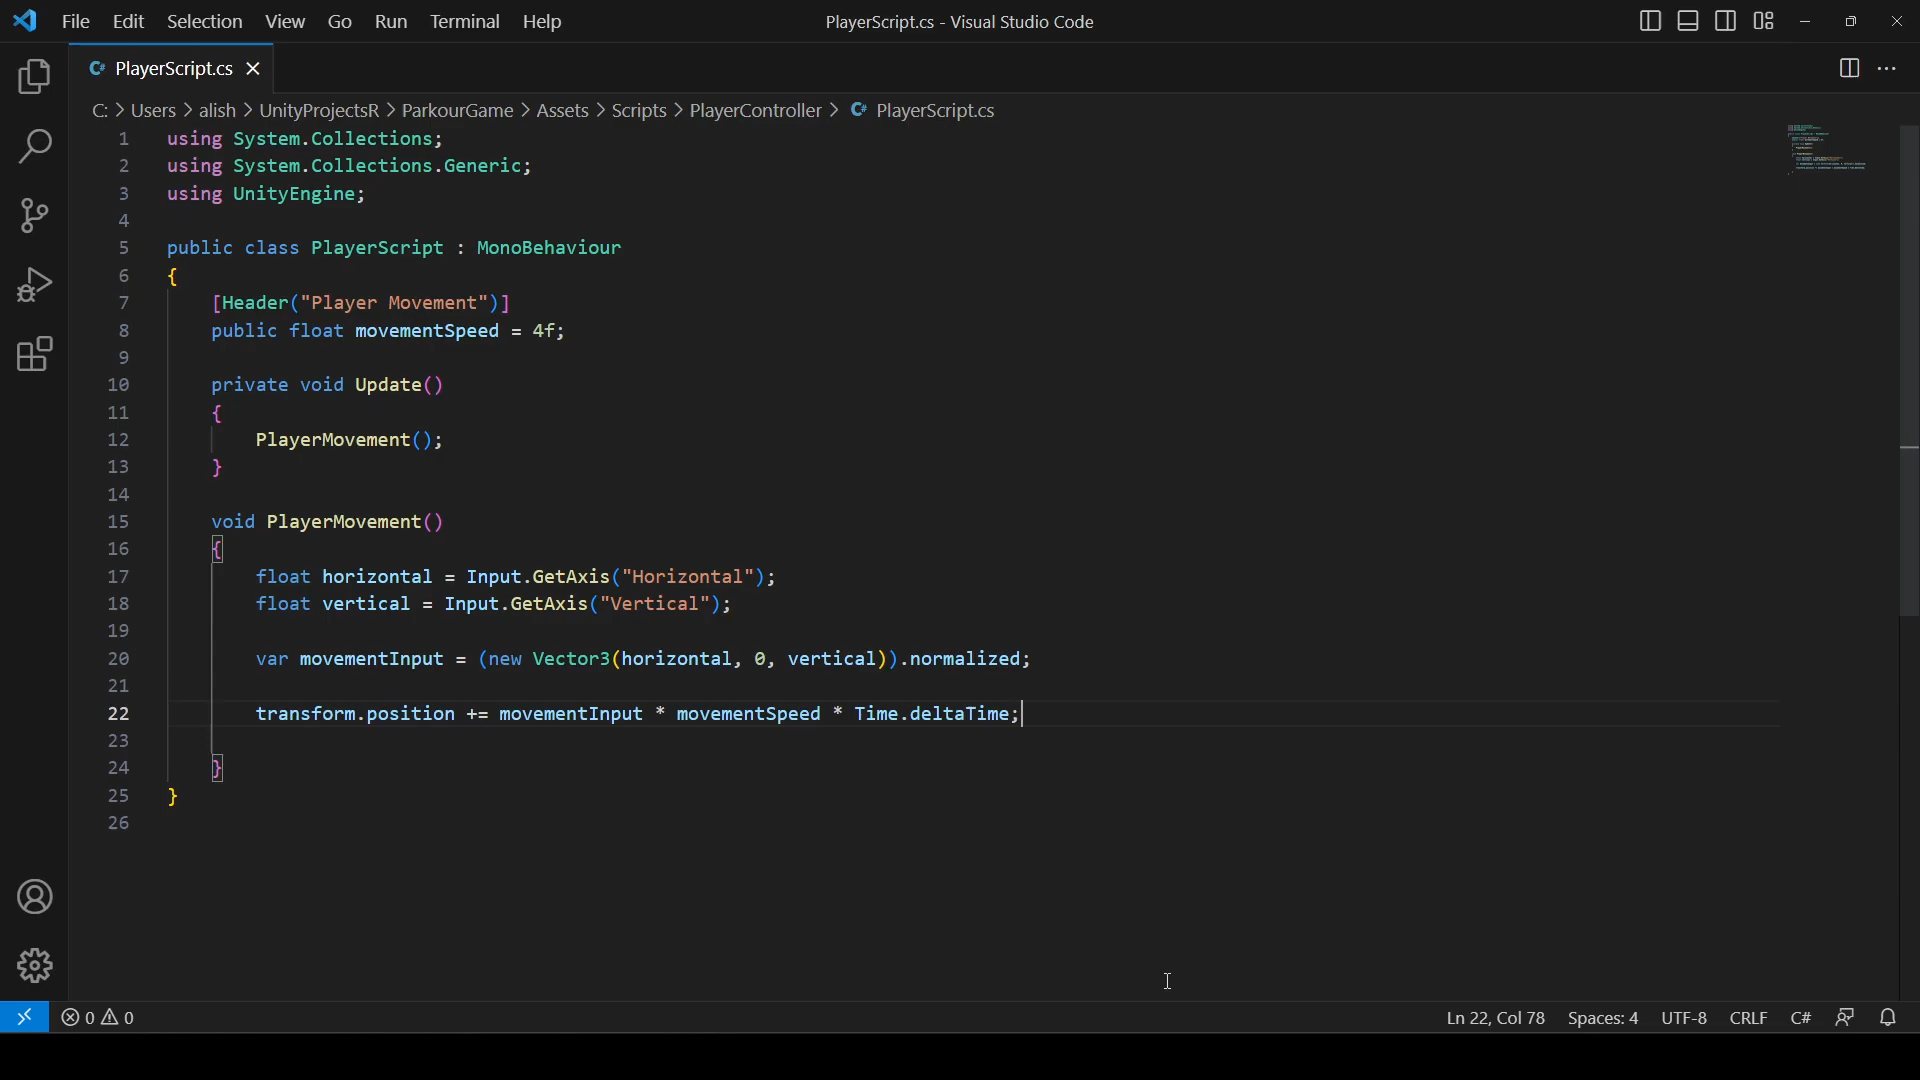 File Edit Selection View Go Run Terminal Help PlayerScript.cs - Visual Studio Code
C# PlayerScript.cs
C: > Users > alish > UnityProjectsR > ParkourGame > Assets > Scripts > PlayerController > C# PlayerScript.cs
1 using System.Collections;
2 using System.Collections.Generic;
3 using UnityEngine;
4
5 public class PlayerScript : MonoBehaviour
6 {
7 [Header("Player Movement")]
8 public float movementSpeed = 4f;
9
10 private void Update()
11 {
12 PlayerMovement();
13 }
14
15 void PlayerMovement()
16 {
17 float horizontal = Input.GetAxis("Horizontal");
18 float vertical = Input.GetAxis("Vertical");
19
20 var movementInput = (new Vector3(horizontal, 0, vertical)).normalized;
21
22 transform.position += movementInput * movementSpeed * Time.deltaTime;
23
24 }
25 }
26
0 0 Ln 22, Col 78 Spaces: 4 UTF-8 CRLF C#